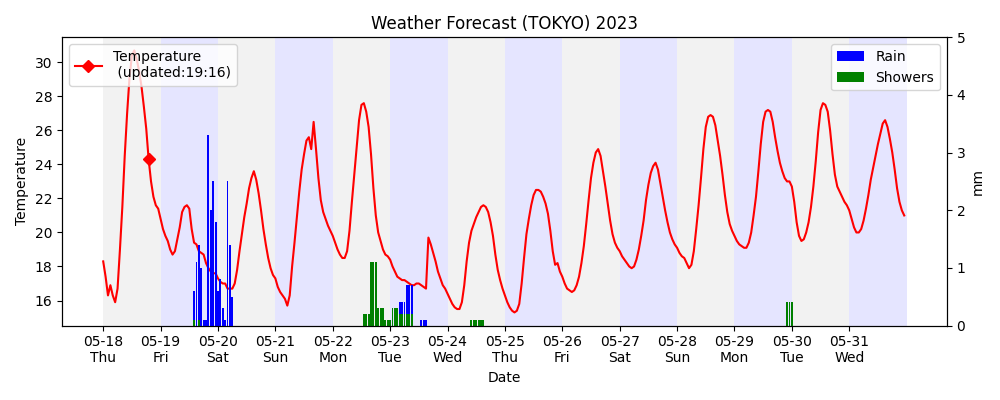 Weather Forecast (TOKYO) 2023
Temperature
(updated:19:16)
Rain
Showers
Temperature
30
28
26
24
22
20
18
16
5
4
3
2
1
0
mm
05-18 05-19 05-20 05-21 05-22 05-23 05-24 05-25 05-26 05-27 05-28 05-29 05-30 05-31
Thu Fri Sat Sun Mon Tue Wed Thu Fri Sat Sun Mon Tue Wed
Date